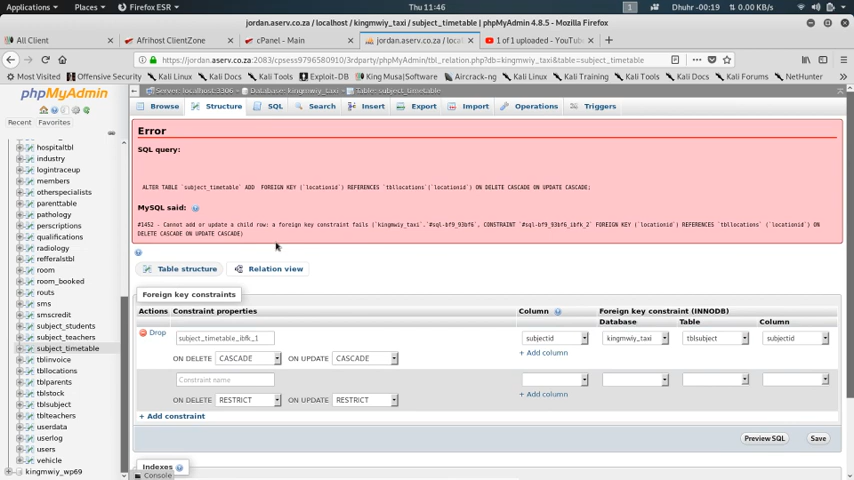 Applications Places Firefox ESR Thu 11:46 1 Dhuhr -00:19 0.00 KB/s
jordan.aserv.co.za / localhost / kingmwiy_taxi / subject_timetable | phpMyAdmin 4.8.5 - Mozilla Firefox
All Client Afrihost ClientZone cPanel - Main jordan.aserv.co.za / local 1 of 1 uploaded - YouTube
https://jordan.aserv.co.za:2083/cpsess9796580910/3rdparty/phpMyAdmin/tbl_relation.php?db=kingmwiy_taxi&table=subject_timetable
Most Visited Offensive Security Kali Linux Kali Docs Kali Tools Exploit-DB King Musa|Software Aircrack-ng Kali Linux Kali Training Kali Tools Kali Docs Kali Forums NetHunter
phpMyAdmin
Recent Favorites
hospitaltbl
industry
logintraceup
members
otherspecialists
parenttable
pathology
perscriptions
qualifications
radiology
refferalstbl
room
room_booked
routs
sms
smscredit
subject_students
subject_teachers
subject_timetable
tblinvoice
tbllocations
tblparents
tblstock
tblsubject
tblteachers
userdata
userlog
users
vehicle
kingmwiy_wp69
Server: localhost:3306 » Database: kingmwiy_taxi » Table: subject_timetable
Browse Structure SQL Search Insert Export Import Operations Triggers
Error
SQL query:
ALTER TABLE `subject_timetable` ADD FOREIGN KEY (`locationid`) REFERENCES `tbllocations`(`locationid`) ON DELETE CASCADE ON UPDATE CASCADE;
MySQL said:
#1452 - Cannot add or update a child row: a foreign key constraint fails (`kingmwiy_taxi`.`#sql-bf9_93bf6`, CONSTRAINT `#sql-bf9_93bf6_ibfk_2` FOREIGN KEY (`locationid`) REFERENCES `tbllocations` (`locationid`) ON
DELETE CASCADE ON UPDATE CASCADE)
Table structure Relation view
Foreign key constraints
Actions Constraint properties Column Foreign key constraint (INNODB)
Database Table Column
Drop subject_timetable_ibfk_1 subjectid kingmwiy_taxi tblsubject subjectid
+ Add column
ON DELETE CASCADE ON UPDATE CASCADE
Constraint name
+ Add column
ON DELETE RESTRICT ON UPDATE RESTRICT
+ Add constraint
Preview SQL Save
Indexes
Console